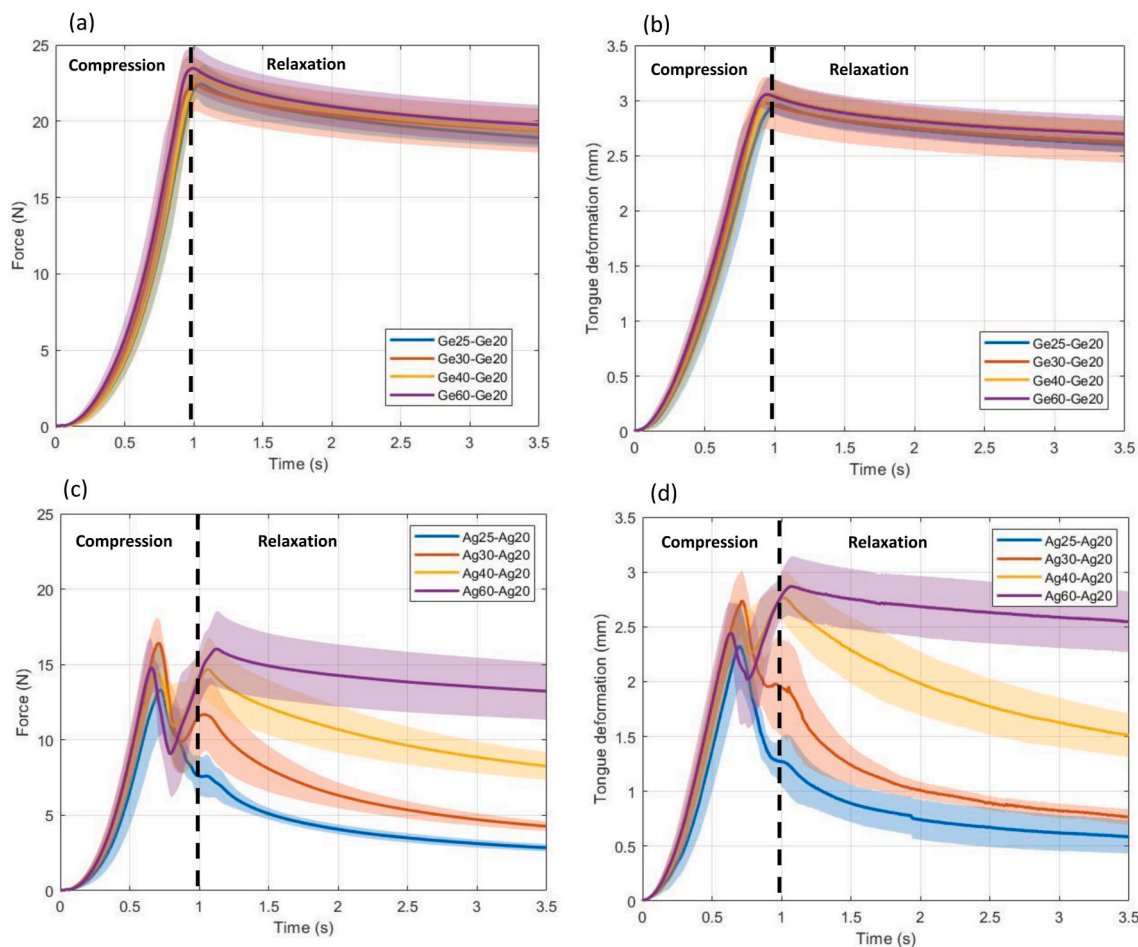 (a)
25
20
15
10
5
0
Force (N)
Compression
Relaxation
Ge25-Ge20
Ge30-Ge20
Ge40-Ge20
Ge60-Ge20
0 0.5 1 1.5 2 2.5 3 3.5
Time (s)
(b)
3.5
3
2.5
2
1.5
1
0.5
0
Tongue deformation (mm)
Compression
Relaxation
Ge25-Ge20
Ge30-Ge20
Ge40-Ge20
Ge60-Ge20
0 0.5 1 1.5 2 2.5 3 3.5
Time (s)
(c)
25
20
15
10
5
0
Force (N)
Compression
Relaxation
Ag25-Ag20
Ag30-Ag20
Ag40-Ag20
Ag60-Ag20
0 0.5 1 1.5 2 2.5 3 3.5
Time (s)
(d)
3.5
3
2.5
2
1.5
1
0.5
0
Tongue deformation (mm)
Compression
Relaxation
Ag25-Ag20
Ag30-Ag20
Ag40-Ag20
Ag60-Ag20
0 0.5 1 1.5 2 2.5 3 3.5
Time (s)